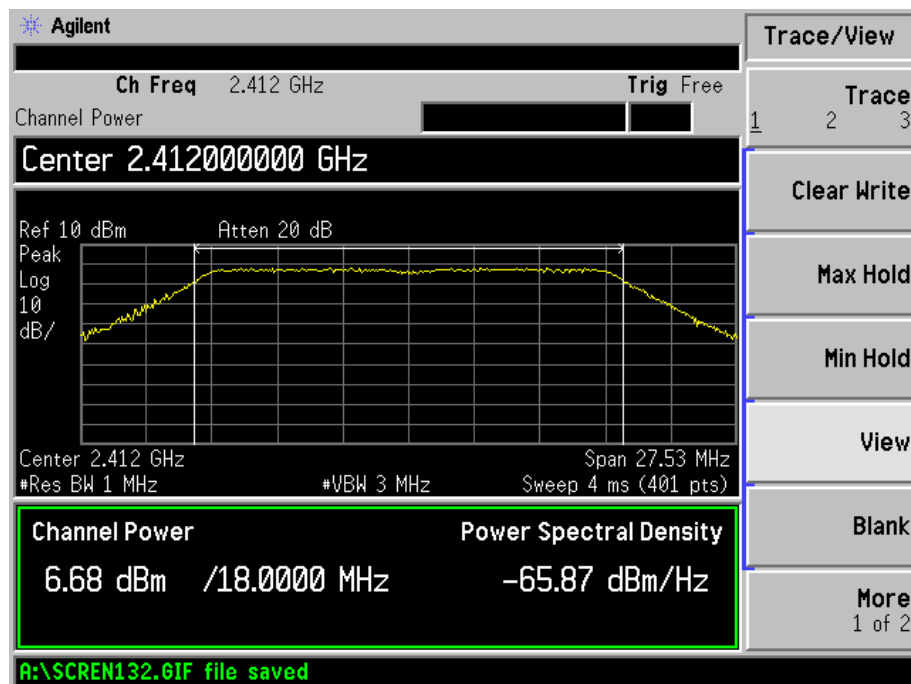 Agilent
Trace/View
Ch Freq 2.412 GHz Trig Free
Channel Power
Trace
1 2 3
Center 2.412000000 GHz
Clear Write
Ref 10 dBm Atten 20 dB
Peak
Log
10
dB/
Max Hold
Min Hold
View
Center 2.412 GHz Span 27.53 MHz
#Res BW 1 MHz #VBW 3 MHz Sweep 4 ms (401 pts)
Channel Power Power Spectral Density
Blank
6.68 dBm /18.0000 MHz -65.87 dBm/Hz
More
1 of 2
A:\SCREN132.GIF file saved